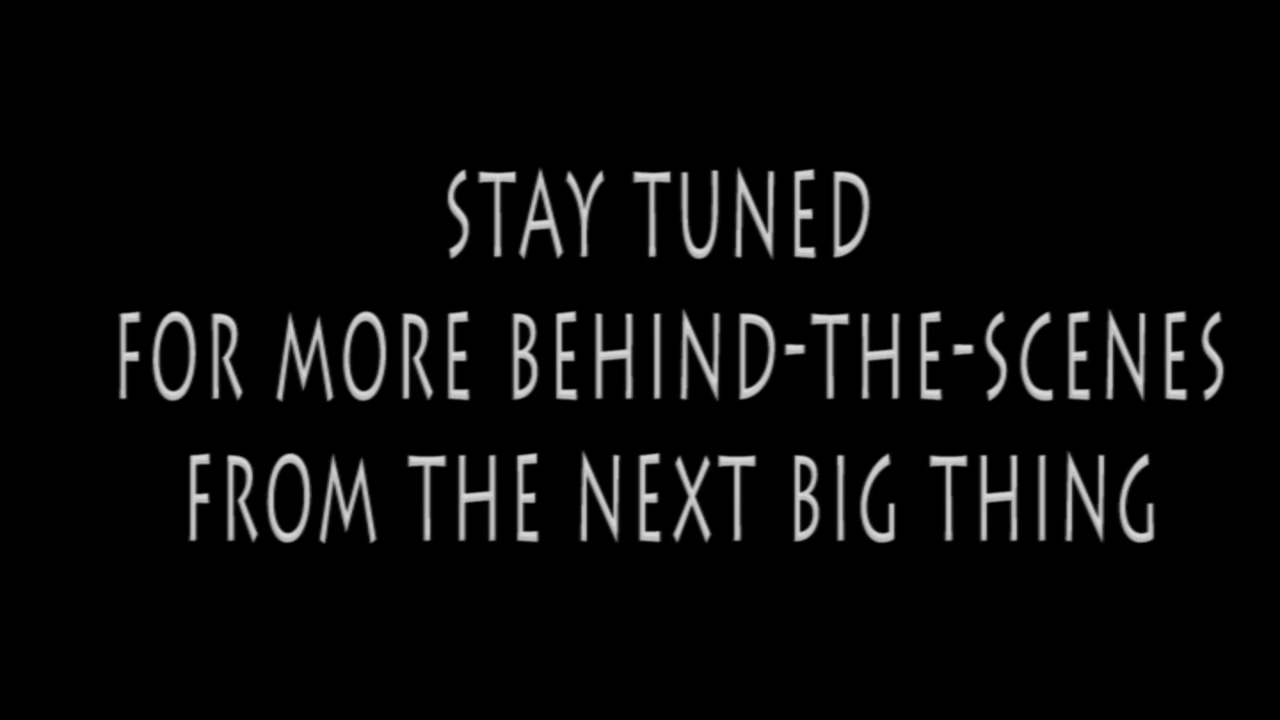 STAY TUNED
FOR MORE BEHIND-THE-SCENES
FROM THE NEXT BIG THING